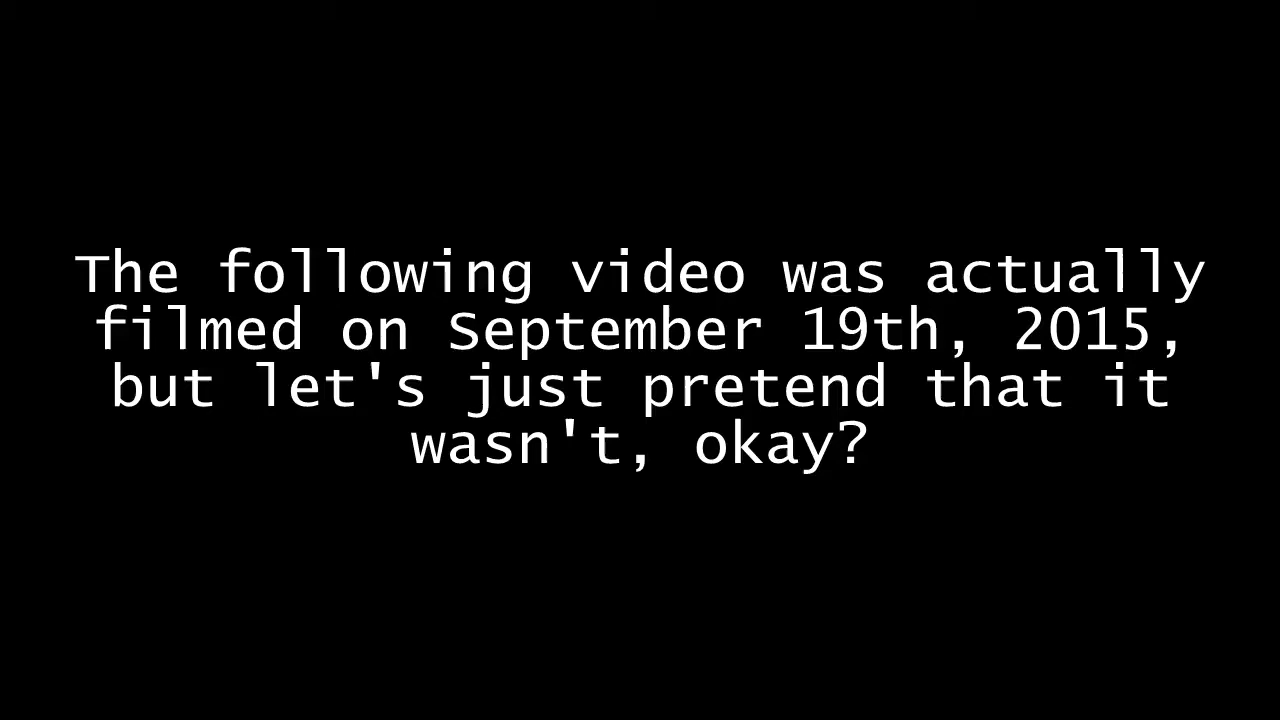 The following video was actually
filmed on September 19th, 2015,
but let's just pretend that it
wasn't, okay?